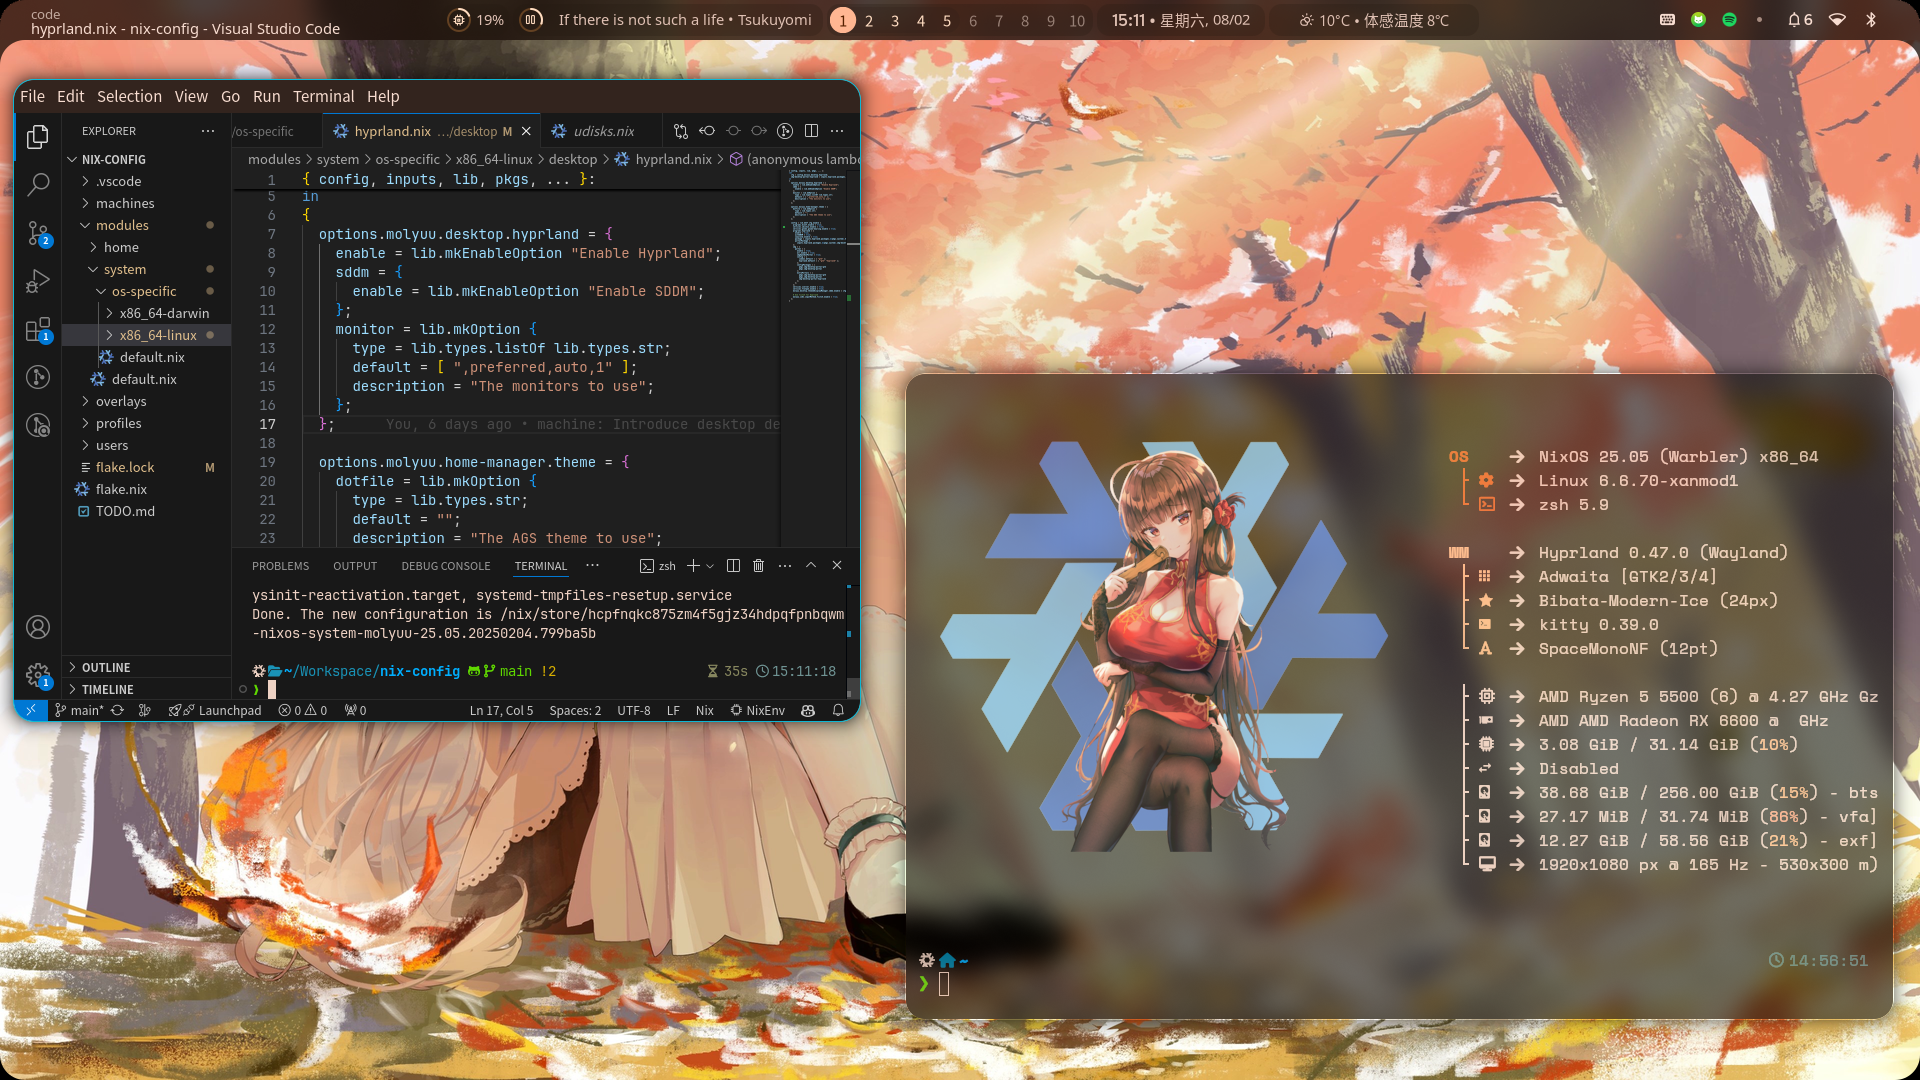 code
hyprland.nix - nix-config - Visual Studio Code
19%
If there is not such a life • Tsukuyomi
1 2 3 4 5 6 7 8 9 10
15:11 • 星期六, 08/02
10°C • 体感温度 8°C
6
File Edit Selection View Go Run Terminal Help
EXPLORER
NIX-CONFIG
.vscode
machines
modules
home
system
os-specific
x86_64-darwin
x86_64-linux
default.nix
default.nix
overlays
profiles
users
flake.lock M
flake.nix
TODO.md
OUTLINE
TIMELINE
2
1
1
/os-specific
hyprland.nix …/desktop M
udisks.nix
modules > system > os-specific > x86_64-linux > desktop > hyprland.nix > (anonymous lambd
1 { config, inputs, lib, pkgs, ... }:
5 in
6 {
7 options.molyuu.desktop.hyprland = {
8 enable = lib.mkEnableOption "Enable Hyprland";
9 sddm = {
10 enable = lib.mkEnableOption "Enable SDDM";
11 };
12 monitor = lib.mkOption {
13 type = lib.types.listOf lib.types.str;
14 default = [ ",preferred,auto,1" ];
15 description = "The monitors to use";
16 };
17 }; You, 6 days ago • machine: Introduce desktop de
18
19 options.molyuu.home-manager.theme = {
20 dotfile = lib.mkOption {
21 type = lib.types.str;
22 default = "";
23 description = "The AGS theme to use";
PROBLEMS OUTPUT DEBUG CONSOLE TERMINAL ··· zsh
ysinit-reactivation.target, systemd-tmpfiles-resetup.service
Done. The new configuration is /nix/store/hcpfnqkc875zm4f5gjz34hdpqfpnbqwm
-nixos-system-molyuu-25.05.20250204.799ba5b
~/Workspace/nix-config main !2 35s 15:11:18
❯
main* Launchpad 0 0 0 Ln 17, Col 5 Spaces: 2 UTF-8 LF Nix NixEnv
OS → NixOS 25.05 (Warbler) x86_64
→ Linux 6.6.70-xanmod1
→ zsh 5.9
WM → Hyprland 0.47.0 (Wayland)
→ Adwaita [GTK2/3/4]
→ Bibata-Modern-Ice (24px)
→ kitty 0.39.0
→ SpaceMonoNF (12pt)
→ AMD Ryzen 5 5500 (6) @ 4.27 GHz Gz
→ AMD AMD Radeon RX 6600 @ GHz
→ 3.08 GiB / 31.14 GiB (10%)
→ Disabled
→ 38.68 GiB / 256.00 GiB (15%) - bts
→ 27.17 MiB / 31.74 MiB (86%) - vfa]
→ 12.27 GiB / 58.56 GiB (21%) - exf]
→ 1920x1080 px @ 165 Hz - 530x300 m)
~ 14:56:51
❯